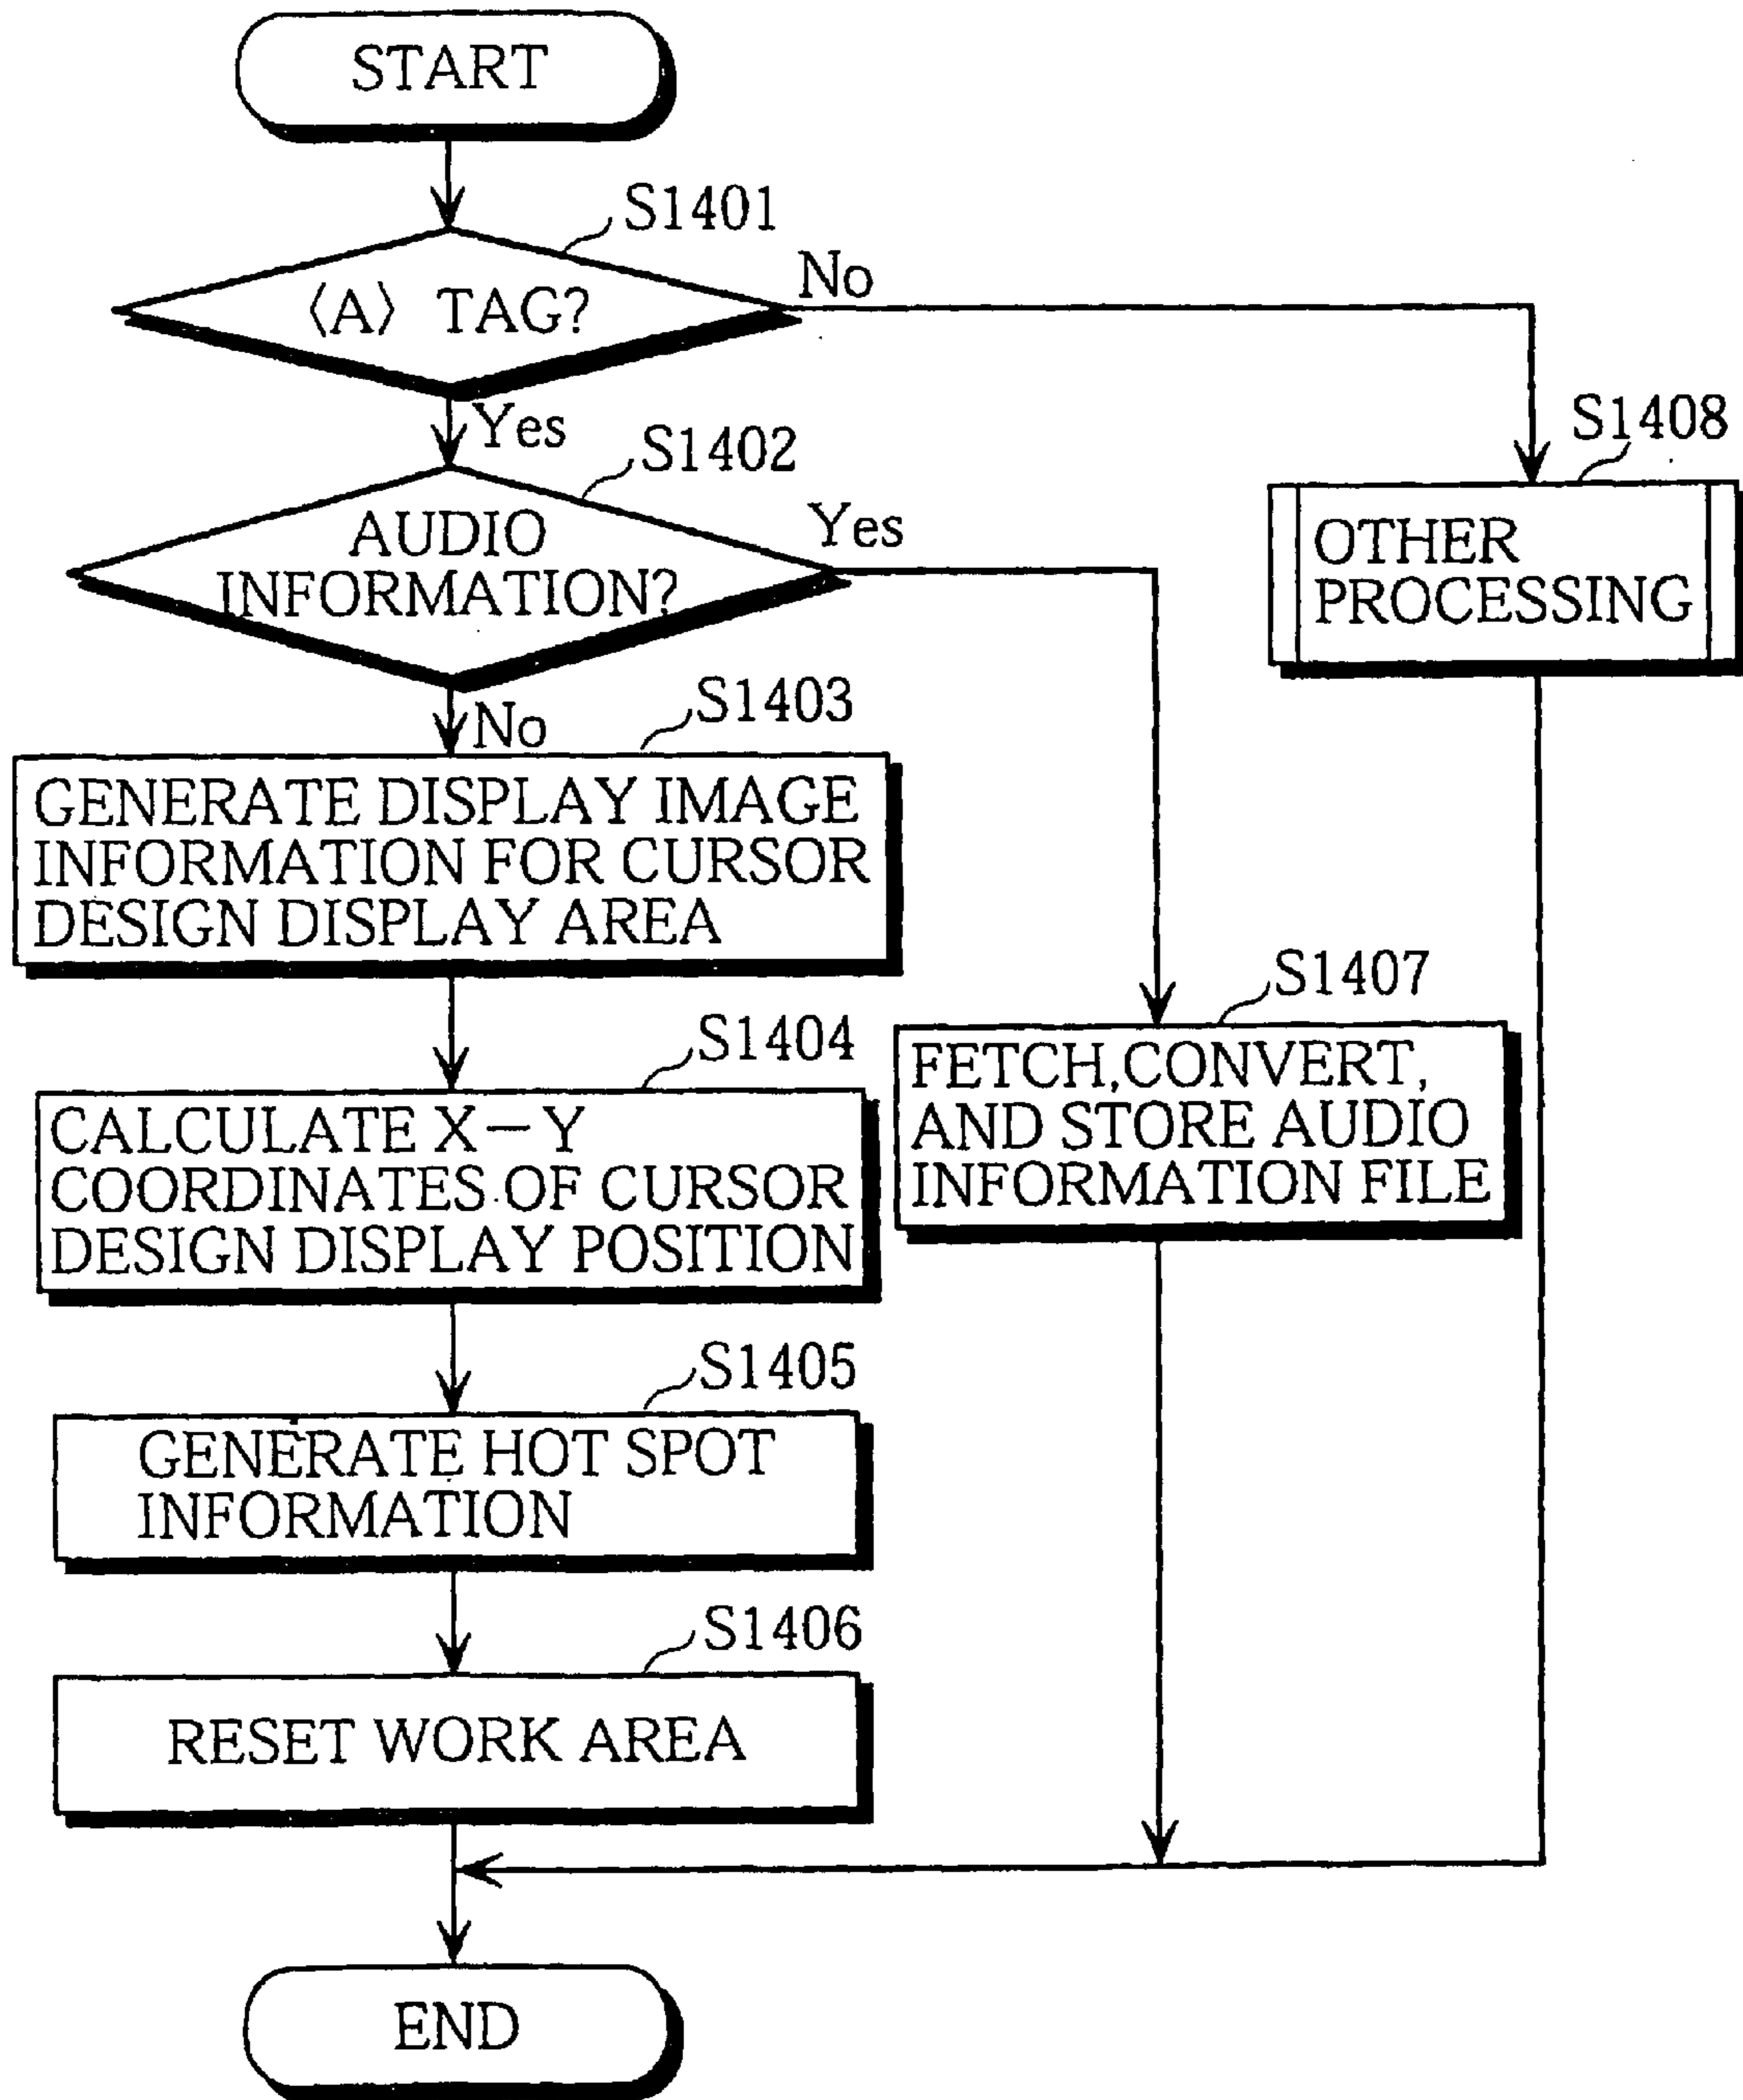 START
S1401
〈A〉 TAG?
No
Yes
S1402
AUDIO
INFORMATION?
Yes
S1408
OTHER
PROCESSING
No
S1403
GENERATE DISPLAY IMAGE
INFORMATION FOR CURSOR
DESIGN DISPLAY AREA
S1404
CALCULATE X-Y
COORDINATES OF CURSOR
DESIGN DISPLAY POSITION
S1407
FETCH,CONVERT,
AND STORE AUDIO
INFORMATION FILE
S1405
GENERATE HOT SPOT
INFORMATION
S1406
RESET WORK AREA
END